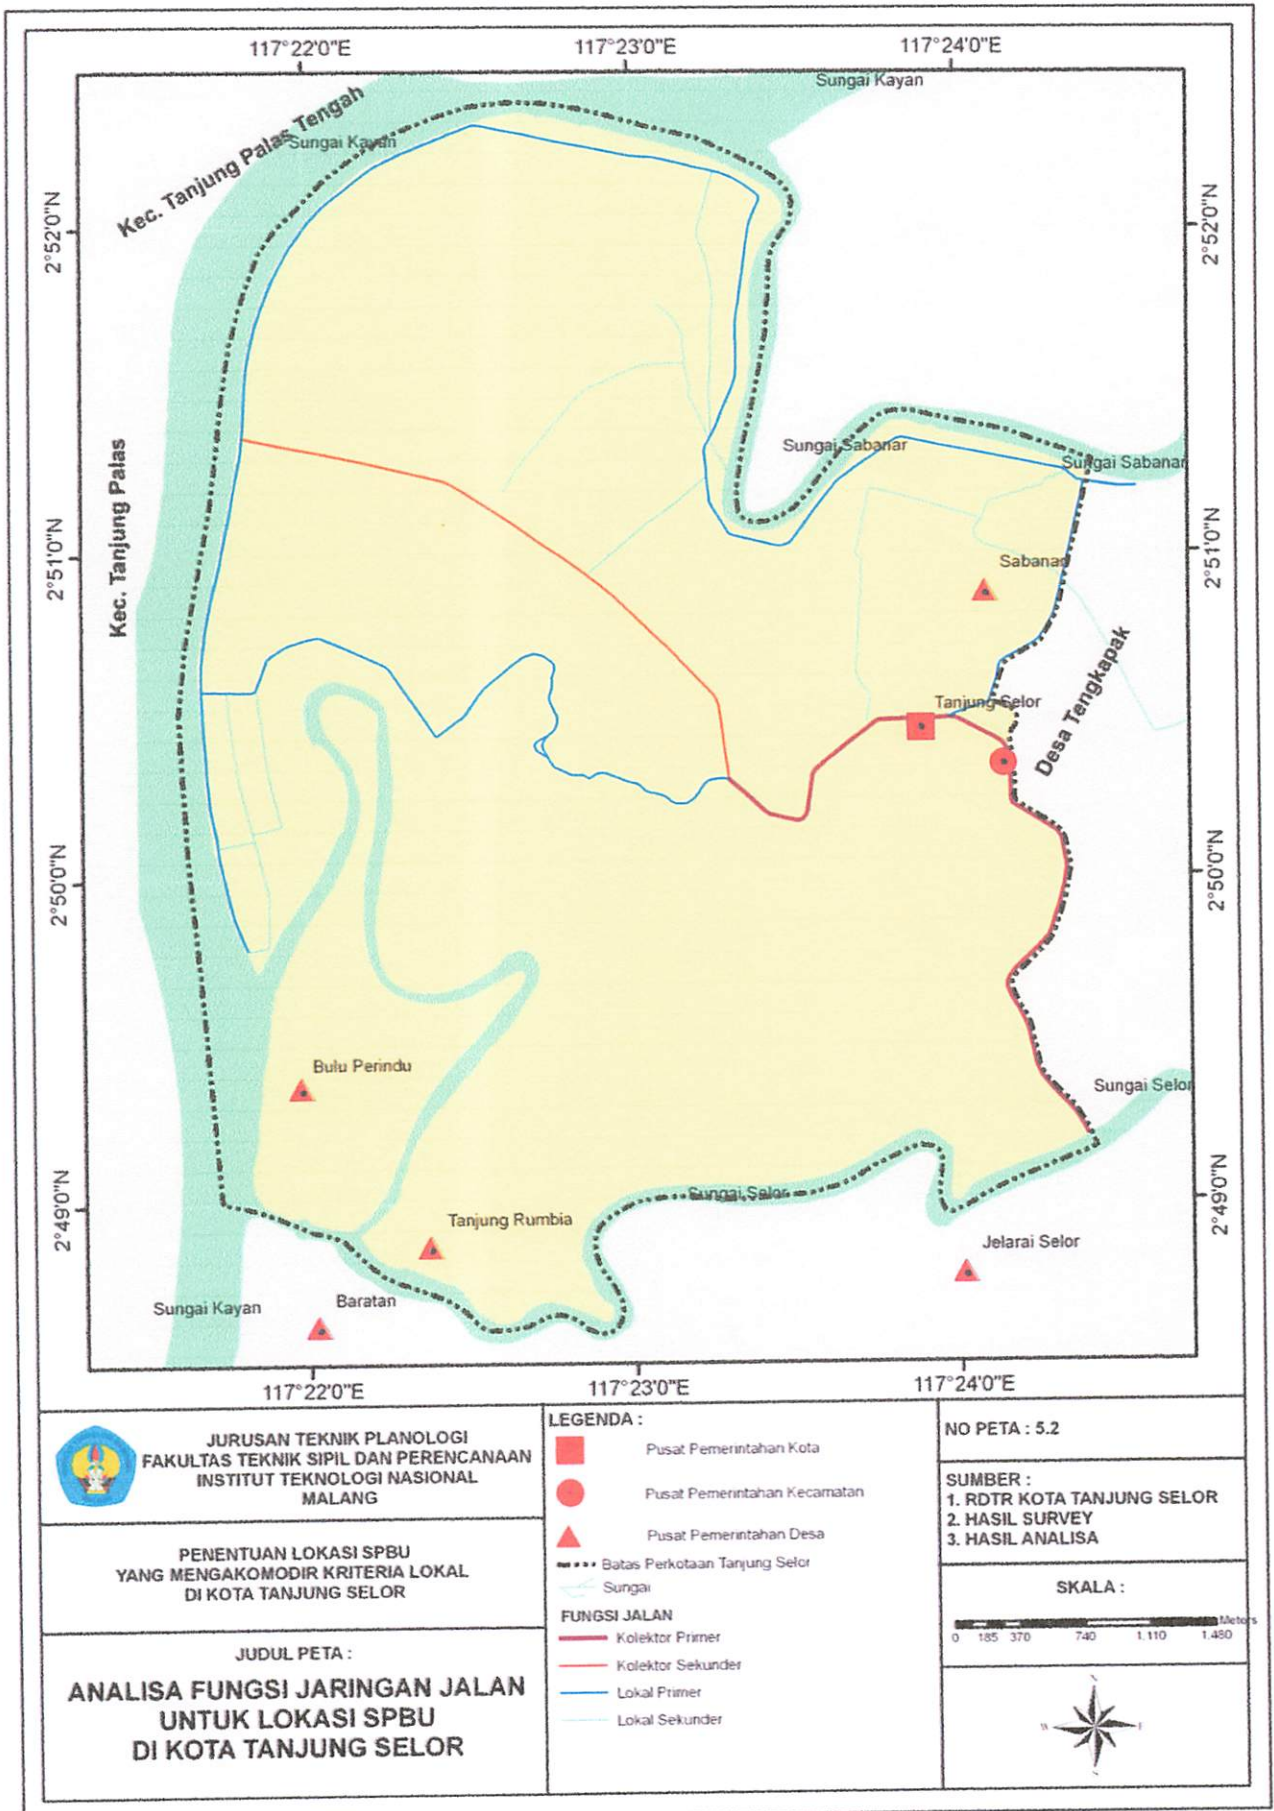 117°22'0"E
117°23'0"E
117°24'0"E
Sungai Kayan
Kec. Tanjung Palas Tengah
Sungai Kayan
2°52'0"N
2°52'0"N
Kec. Tanjung Palas
Sungai Sabanar
Sungai Sabanar
2°51'0"N
2°51'0"N
Sabanar
Tanjung Selor
Desa Tengkapak
2°50'0"N
2°50'0"N
Bulu Perindu
Sungai Selor
2°49'0"N
2°49'0"N
Sungai Selor
Tanjung Rumbia
Jelarai Selor
Sungai Kayan
Baratan
117°22'0"E
117°23'0"E
117°24'0"E
JURUSAN TEKNIK PLANOLOGI
FAKULTAS TEKNIK SIPIL DAN PERENCANAAN
INSTITUT TEKNOLOGI NASIONAL
MALANG
PENENTUAN LOKASI SPBU
YANG MENGAKOMODIR KRITERIA LOKAL
DI KOTA TANJUNG SELOR
JUDUL PETA :
ANALISA FUNGSI JARINGAN JALAN
UNTUK LOKASI SPBU
DI KOTA TANJUNG SELOR
LEGENDA :
Pusat Pemerintahan Kota
Pusat Pemerintahan Kecamatan
Pusat Pemerintahan Desa
Batas Perkotaan Tanjung Selor
Sungai
FUNGSI JALAN
Kolektor Primer
Kolektor Sekunder
Lokal Primer
Lokal Sekunder
NO PETA : 5.2
SUMBER :
1. RDTR KOTA TANJUNG SELOR
2. HASIL SURVEY
3. HASIL ANALISA
SKALA :
Meters
0 185 370 740 1.110 1.480
N
W E
S